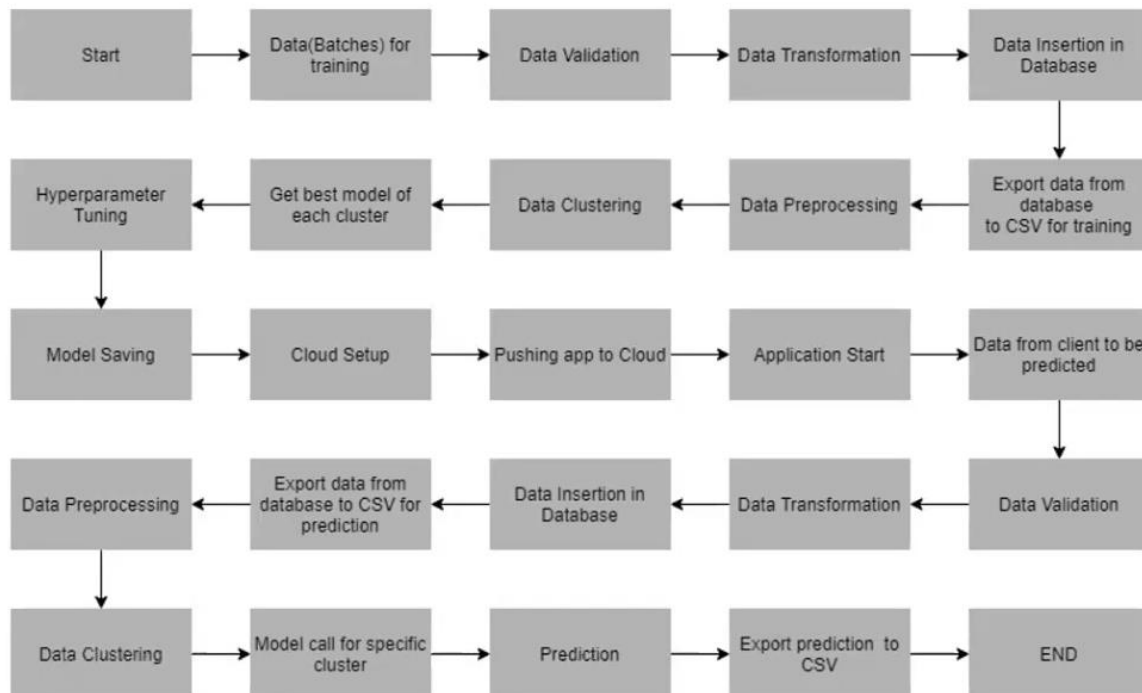 Start
Data(Batches) for
training
Data Validation
Data Transformation
Data Insertion in
Database
Hyperparameter
Tuning
Get best model of
each cluster
Data Clustering
Data Preprocessing
Export data from
database
to CSV for training
Model Saving
Cloud Setup
Pushing app to Cloud
Application Start
Data from client to be
predicted
Data Preprocessing
Export data from
database to CSV for
prediction
Data Insertion in
Database
Data Transformation
Data Validation
Data Clustering
Model call for specific
cluster
Prediction
Export prediction to
CSV
END